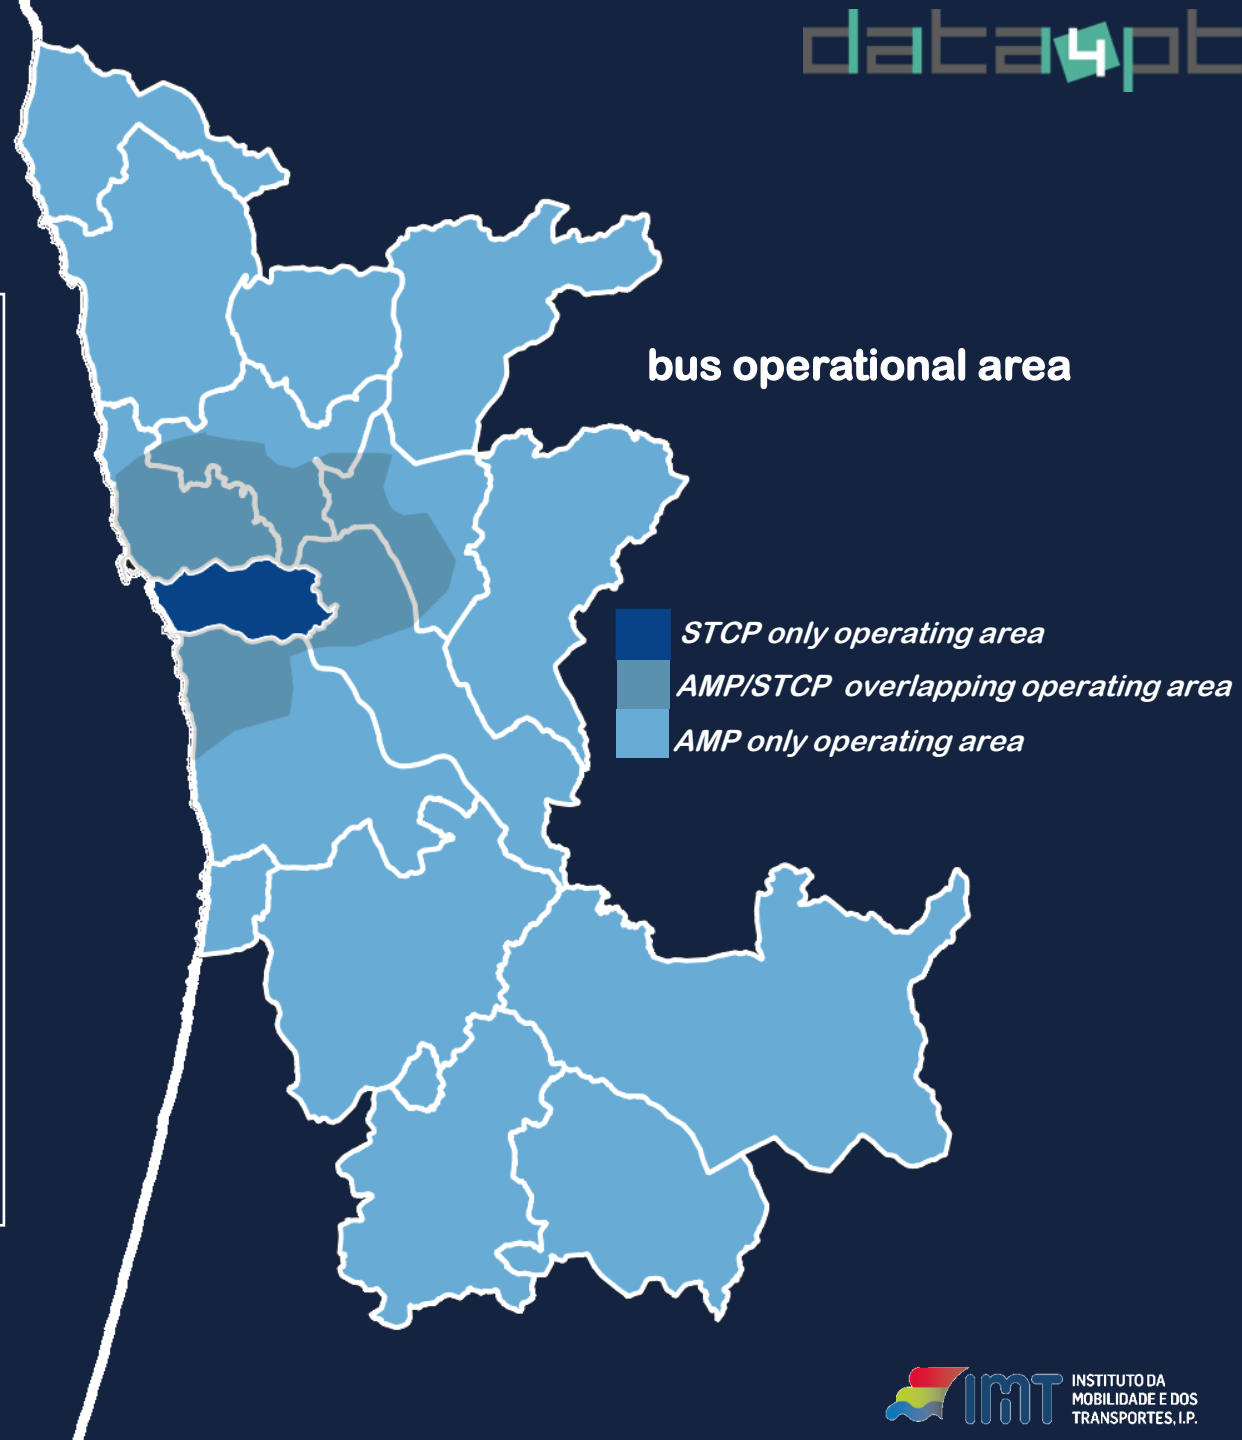 data4pt
bus operational area
STCP only operating area
AMP/STCP overlapping operating area
AMP only operating area
IMT
INSTITUTO DA
MOBILIDADE E DOS
TRANSPORTES, I.P.